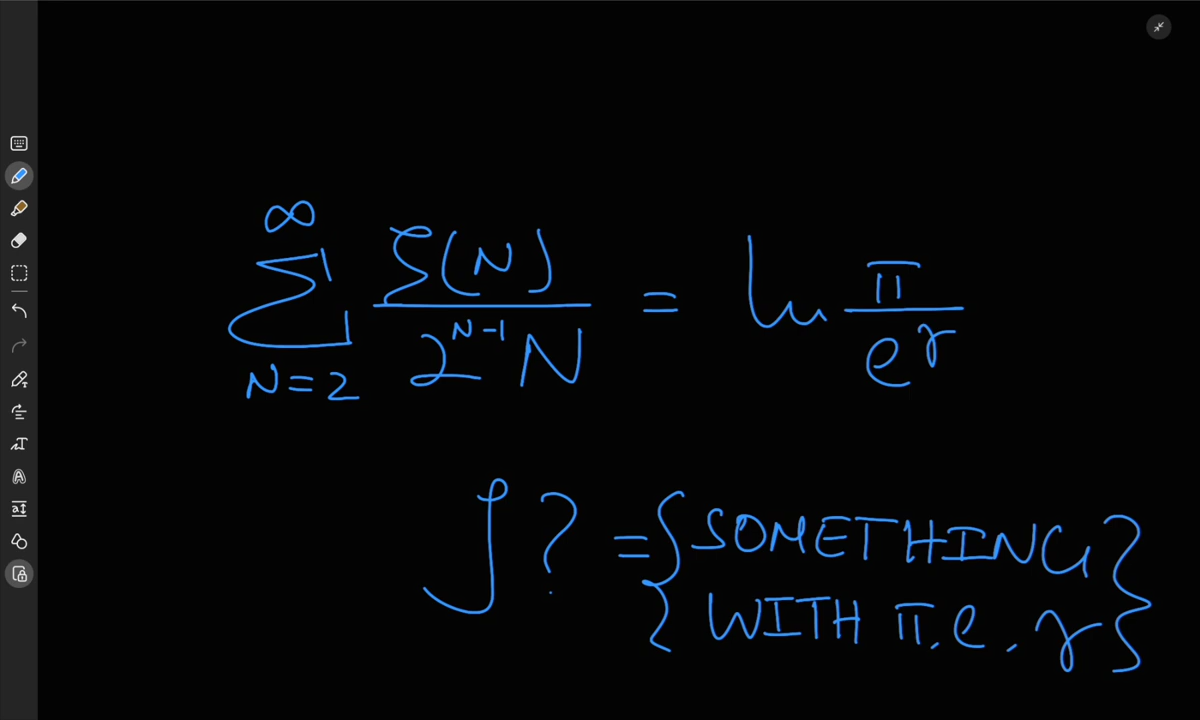 ∞
∑ ζ(N) / 2^{N-1} N = ln π / e^γ
N=2
∫ ? = {SOMETHING
WITH π, e, γ}